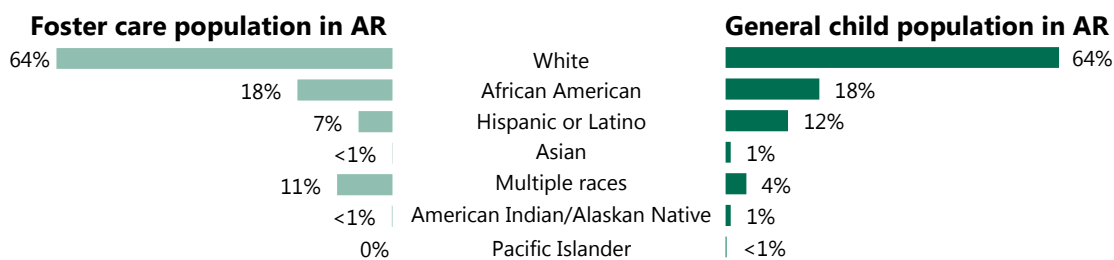 Foster care population in AR General child population in AR
64% White 64%
18% African American 18%
7% Hispanic or Latino 12%
<1% Asian 1%
11% Multiple races 4%
<1% American Indian/Alaskan Native 1%
0% Pacific Islander <1%